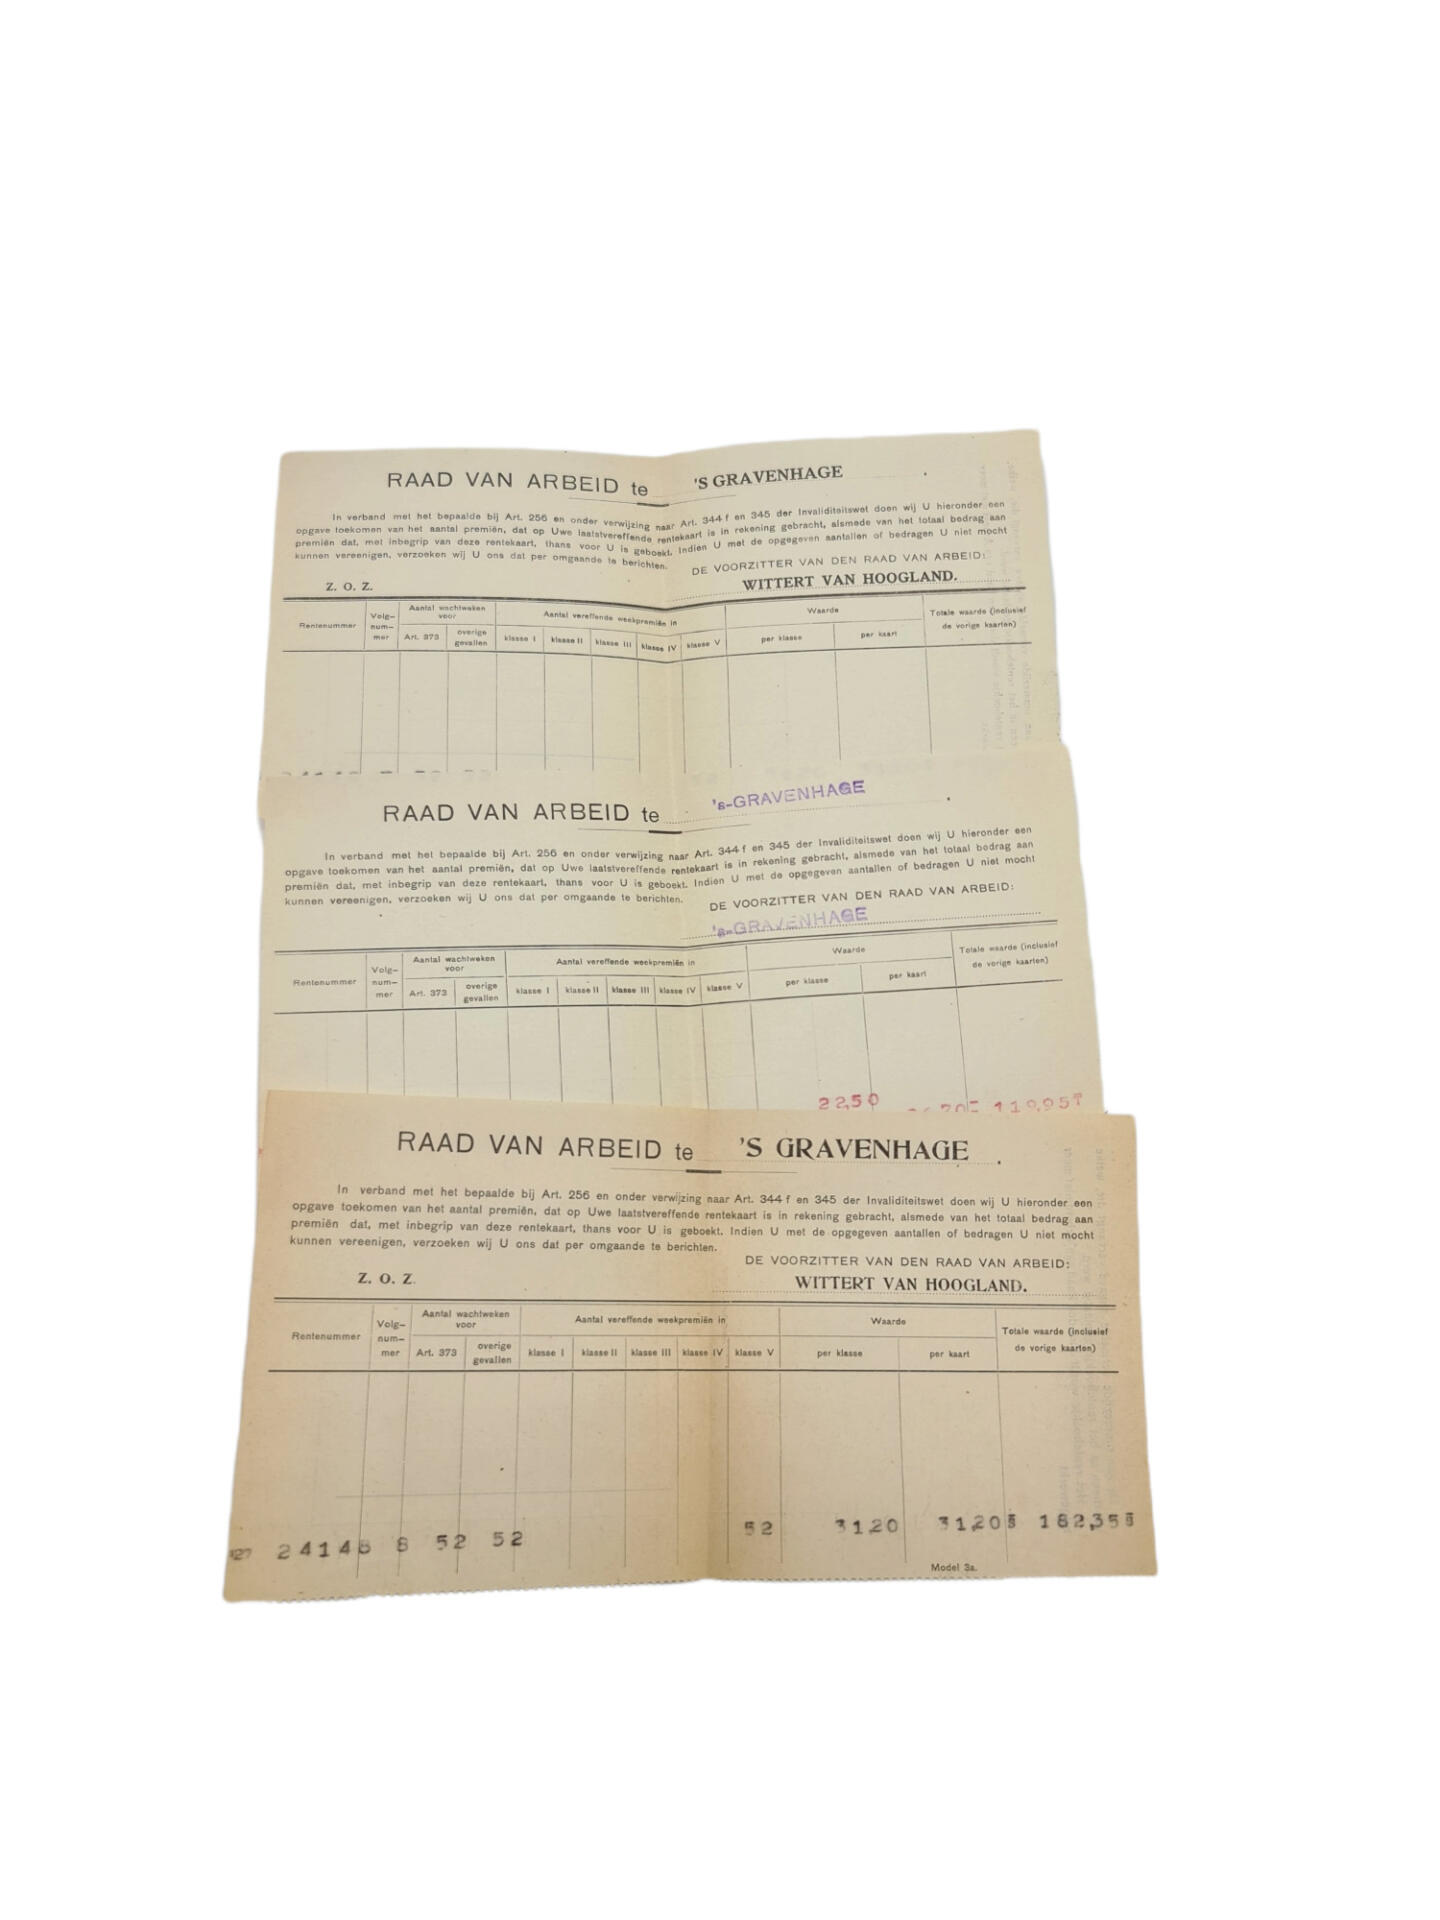 RAAD VAN ARBEID te 'S GRAVENHAGE .
In verband met het bepaalde bij Art. 256 en onder verwijzing naar Art. 344 f en 345 der Invaliditeitswet doen wij U hieronder een
opgave toekomen van het aantal premiën, dat op Uwe laatstvereffende rentekaart is in rekening gebracht, alsmede van het totaal bedrag aan
premiën dat, met inbegrip van deze rentekaart, thans voor U is geboekt. Indien U met de opgegeven aantallen of bedragen U niet mocht
kunnen vereenigen, verzoeken wij U ons dat per omgaande te berichten.
DE VOORZITTER VAN DEN RAAD VAN ARBEID:
Z. O. Z. WITTERT VAN HOOGLAND.
Rentenummer Volg- Aantal wachtweken Aantal vereffende weekpremiën in Waarde Totale waarde (inclusief
num- voor de vorige kaarten)
mer Art. 373 overige klasse I klasse II klasse III klasse IV klasse V per klasse per kaart
gevallen
RAAD VAN ARBEID te 's-GRAVENHAGE .
In verband met het bepaalde bij Art. 256 en onder verwijzing naar Art. 344 f en 345 der Invaliditeitswet doen wij U hieronder een
opgave toekomen van het aantal premiën, dat op Uwe laatstvereffende rentekaart is in rekening gebracht, alsmede van het totaal bedrag aan
premiën dat, met inbegrip van deze rentekaart, thans voor U is geboekt. Indien U met de opgegeven aantallen of bedragen U niet mocht
kunnen vereenigen, verzoeken wij U ons dat per omgaande te berichten.
DE VOORZITTER VAN DEN RAAD VAN ARBEID:
's-GRAVENHAGE
Rentenummer Volg- Aantal wachtweken Aantal vereffende weekpremiën in Waarde Totale waarde (inclusief
num- voor de vorige kaarten)
mer Art. 373 overige klasse I klasse II klasse III klasse IV klasse V per klasse per kaart
gevallen
22,50 119,95
RAAD VAN ARBEID te 'S GRAVENHAGE .
In verband met het bepaalde bij Art. 256 en onder verwijzing naar Art. 344 f en 345 der Invaliditeitswet doen wij U hieronder een
opgave toekomen van het aantal premiën, dat op Uwe laatstvereffende rentekaart is in rekening gebracht, alsmede van het totaal bedrag aan
premiën dat, met inbegrip van deze rentekaart, thans voor U is geboekt. Indien U met de opgegeven aantallen of bedragen U niet mocht
kunnen vereenigen, verzoeken wij U ons dat per omgaande te berichten.
DE VOORZITTER VAN DEN RAAD VAN ARBEID:
Z. O. Z. WITTERT VAN HOOGLAND.
Rentenummer Volg- Aantal wachtweken Aantal vereffende weekpremiën in Waarde Totale waarde (inclusief
num- voor de vorige kaarten)
mer Art. 373 overige klasse I klasse II klasse III klasse IV klasse V per klasse per kaart
gevallen
8 52 52 52 31,20 31,20 182,35
Model 3a.